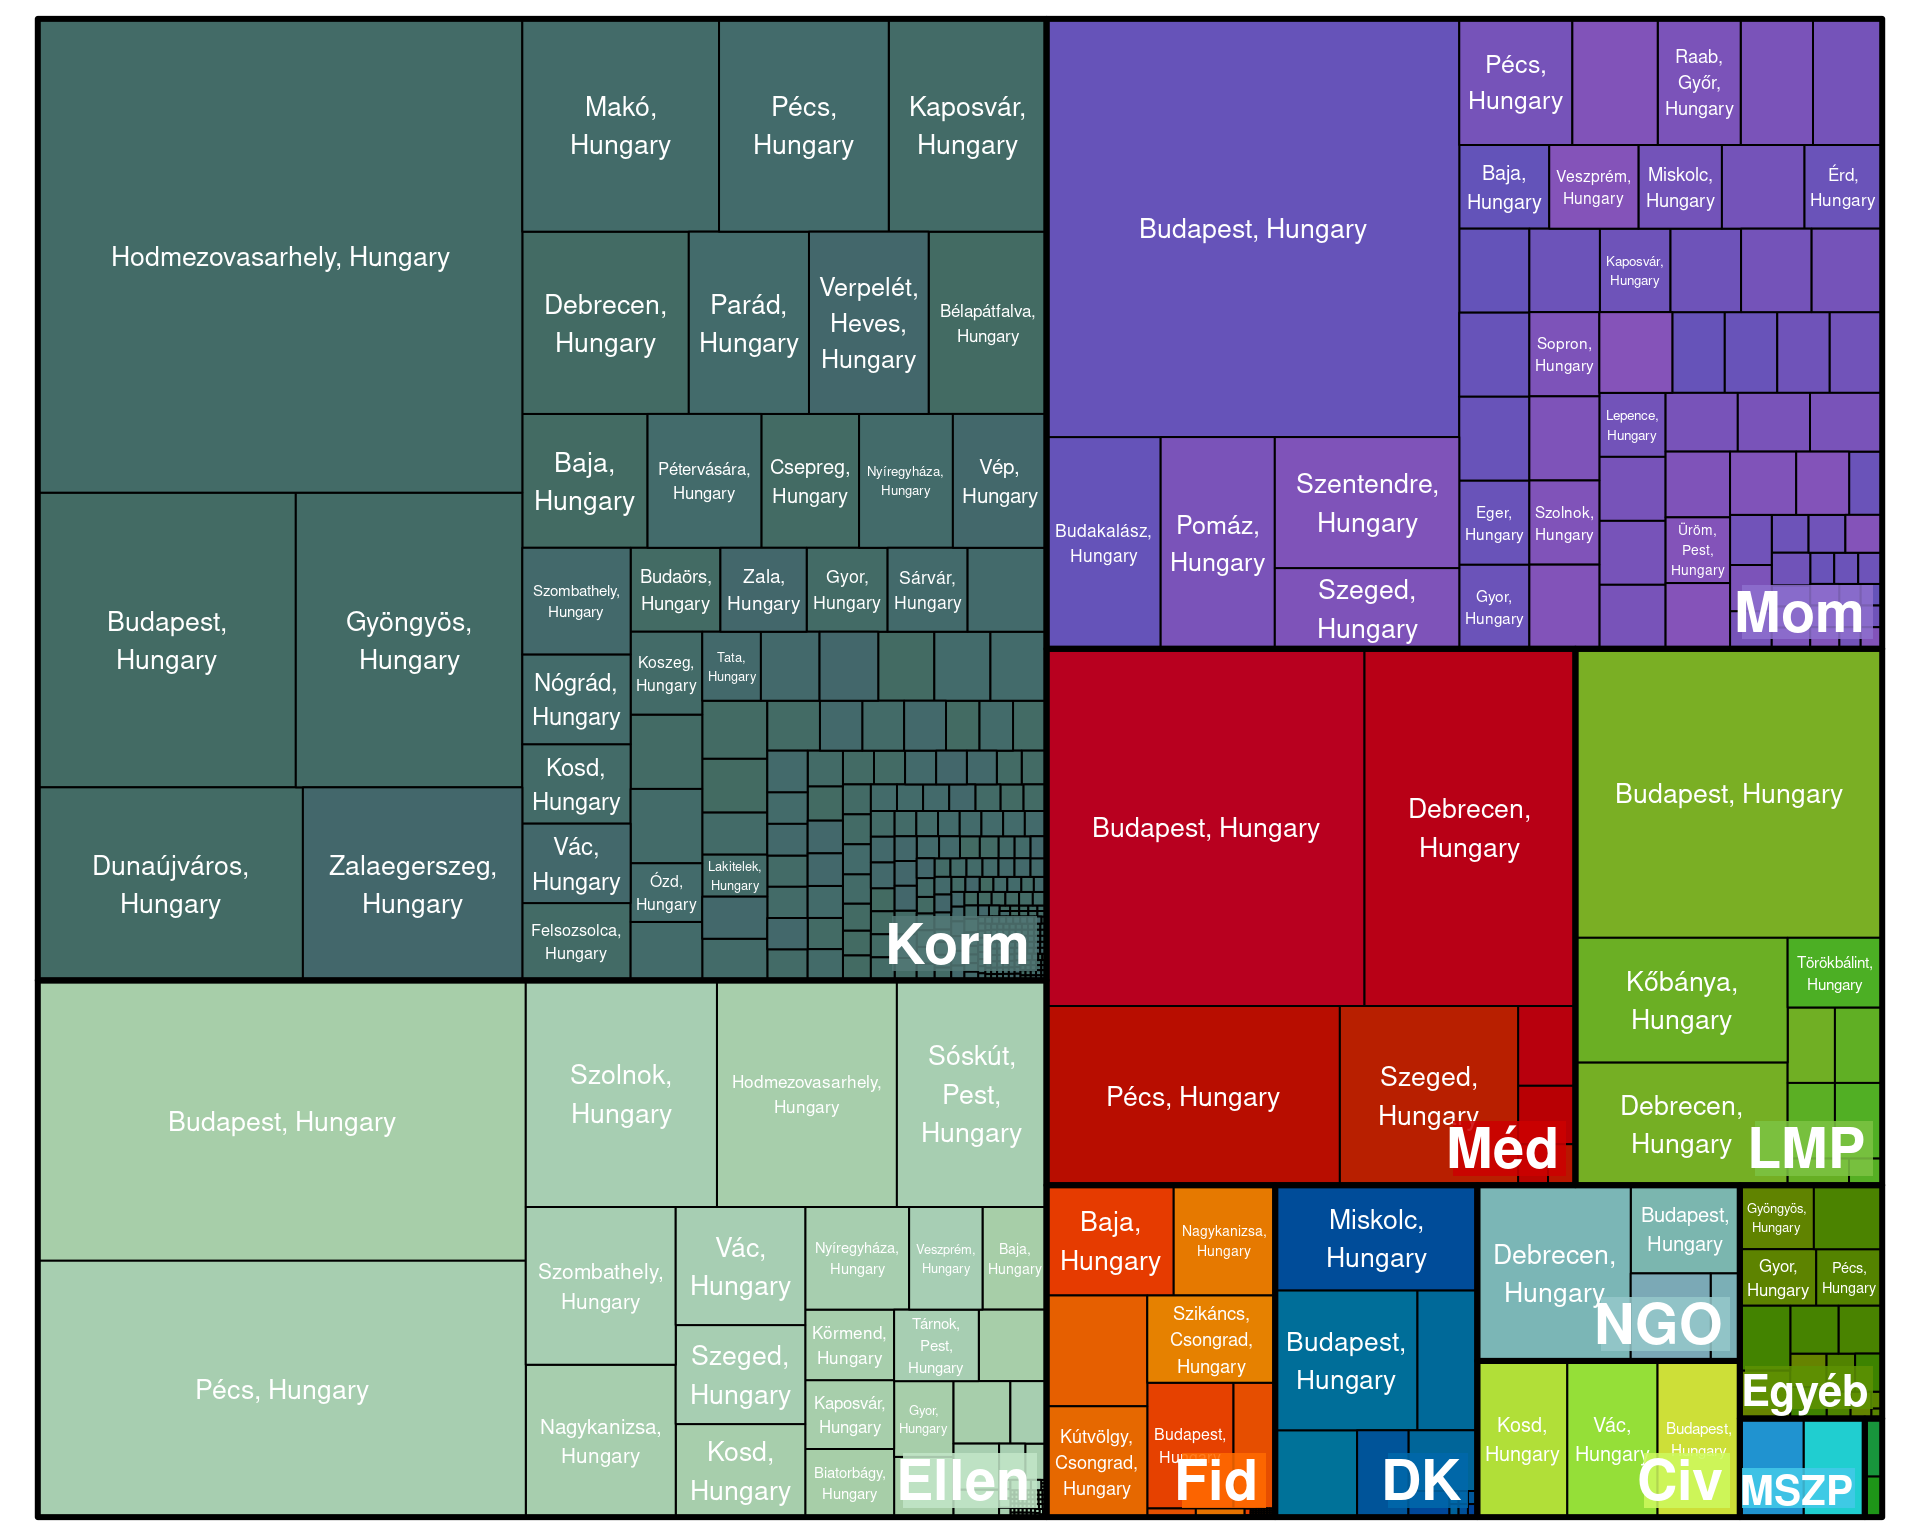 Hodmezovasarhely, Hungary
Makó,
Hungary
Pécs,
Hungary
Kaposvár,
Hungary
Debrecen,
Hungary
Parád,
Hungary
Verpelét,
Heves,
Hungary
Bélapátfalva,
Hungary
Baja,
Hungary
Pétervására,
Hungary
Csepreg,
Hungary
Nyíregyháza,
Hungary
Vép,
Hungary
Budapest,
Hungary
Gyöngyös,
Hungary
Szombathely,
Hungary
Budaörs,
Hungary
Zala,
Hungary
Gyor,
Hungary
Sárvár,
Hungary
Nógrád,
Hungary
Koszeg,
Hungary
Tata,
Hungary
Kosd,
Hungary
Dunaújváros,
Hungary
Zalaegerszeg,
Hungary
Vác,
Hungary
Ózd,
Hungary
Lakitelek,
Hungary
Felsozsolca,
Hungary
Korm
Budapest, Hungary
Pécs,
Hungary
Raab,
Győr,
Hungary
Baja,
Hungary
Veszprém,
Hungary
Miskolc,
Hungary
Érd,
Hungary
Kaposvár,
Hungary
Sopron,
Hungary
Lepence,
Hungary
Budakalász,
Hungary
Pomáz,
Hungary
Szentendre,
Hungary
Szeged,
Hungary
Eger,
Hungary
Szolnok,
Hungary
Üröm,
Pest,
Hungary
Gyor,
Hungary
Mom
Budapest, Hungary
Pécs, Hungary
Szolnok,
Hungary
Hodmezovasarhely,
Hungary
Sóskút,
Pest,
Hungary
Szombathely,
Hungary
Vác,
Hungary
Nyíregyháza,
Hungary
Veszprém,
Hungary
Baja,
Hungary
Szeged,
Hungary
Körmend,
Hungary
Tárnok,
Pest,
Hungary
Nagykanizsa,
Hungary
Kaposvár,
Hungary
Gyor,
Hungary
Kosd,
Hungary
Biatorbágy,
Hungary
Ellen
Budapest, Hungary
Debrecen,
Hungary
Pécs, Hungary
Szeged,
Hungary
Méd
Budapest, Hungary
Kőbánya,
Hungary
Törökbálint,
Hungary
Debrecen,
Hungary
LMP
Baja,
Hungary
Nagykanizsa,
Hungary
Szikáncs,
Csongrad,
Hungary
Kútvölgy,
Csongrad,
Hungary
Budapest,
Hungary
Fid
Miskolc,
Hungary
Budapest,
Hungary
DK
Debrecen,
Hungary
Budapest,
Hungary
NGO
Kosd,
Hungary
Vác,
Hungary
Budapest,
Hungary
Civ
Gyöngyös,
Hungary
Gyor,
Hungary
Pécs,
Hungary
Egyéb
MSZP